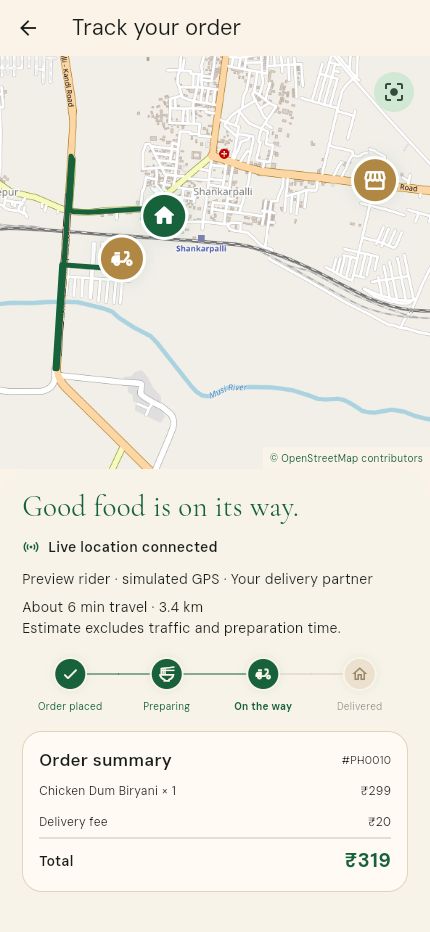 Track your order
- Kandi Road
Shankarpalli
epur
Road
Shankarpalli
Musi River
© OpenStreetMap contributors
Good food is on its way.
Live location connected
Preview rider · simulated GPS · Your delivery partner
About 6 min travel · 3.4 km
Estimate excludes traffic and preparation time.
Order placed
Preparing
On the way
Delivered
Order summary
#PH0010
Chicken Dum Biryani × 1
₹299
Delivery fee
₹20
Total
₹319